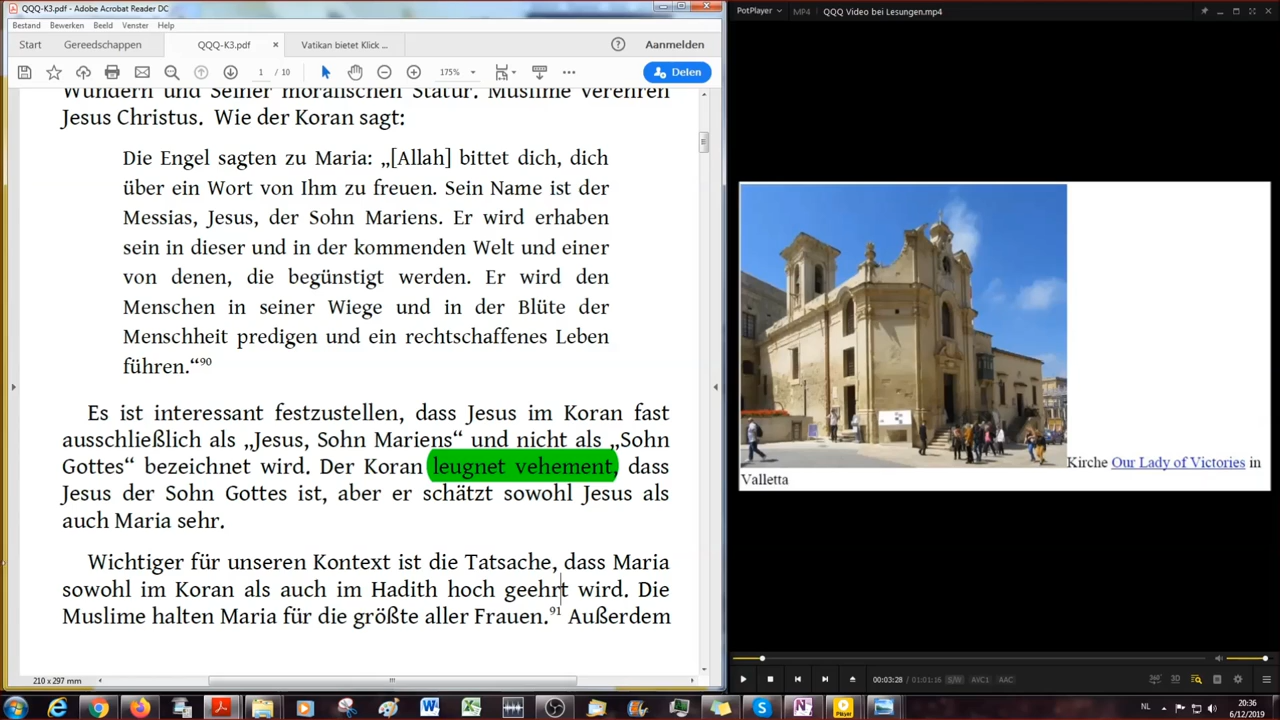 QQQ-K3.pdf - Adobe Acrobat Reader DC
Bestand Bewerken Beeld Venster Help
Start Gereedschappen QQQ-K3.pdf × Vatikan bietet Klick ... Aanmelden
1 / 10 175% Delen
Wundern und Seiner moralischen Statur. Muslime verehren
Jesus Christus. Wie der Koran sagt:
Die Engel sagten zu Maria: „[Allah] bittet dich, dich
über ein Wort von Ihm zu freuen. Sein Name ist der
Messias, Jesus, der Sohn Mariens. Er wird erhaben
sein in dieser und in der kommenden Welt und einer
von denen, die begünstigt werden. Er wird den
Menschen in seiner Wiege und in der Blüte der
Menschheit predigen und ein rechtschaffenes Leben
führen.“90
Es ist interessant festzustellen, dass Jesus im Koran fast
ausschließlich als „Jesus, Sohn Mariens“ und nicht als „Sohn
Gottes“ bezeichnet wird. Der Koran leugnet vehement, dass
Jesus der Sohn Gottes ist, aber er schätzt sowohl Jesus als
auch Maria sehr.
Wichtiger für unseren Kontext ist die Tatsache, dass Maria
sowohl im Koran als auch im Hadith hoch geehrt wird. Die
Muslime halten Maria für die größte aller Frauen.91 Außerdem
210 x 297 mm
PotPlayer MP4 QQQ Video bei Lesungen.mp4
Kirche Our Lady of Victories in
Valletta
00:03:28 / 01:01:16 S/W AVC1 AAC
360° 3D
NL 20:36
6/12/2019